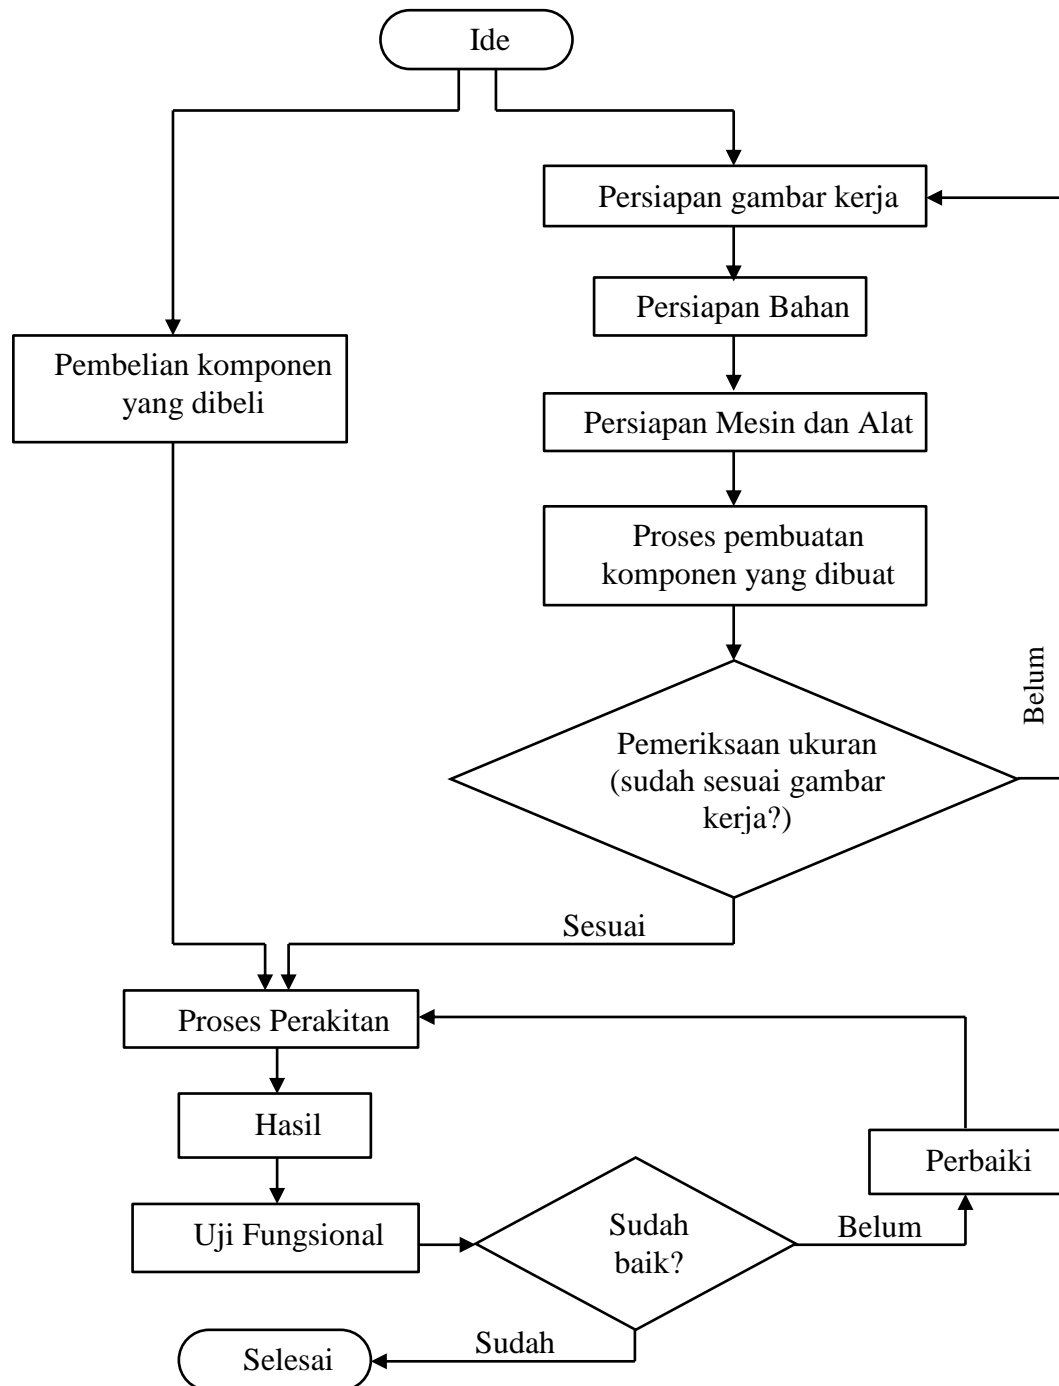 Ide
Persiapan gambar kerja
Persiapan Bahan
Pembelian komponen
yang dibeli
Persiapan Mesin dan Alat
Proses pembuatan
komponen yang dibuat
Belum
Pemeriksaan ukuran
(sudah sesuai gambar
kerja?)
Sesuai
Proses Perakitan
Hasil
Perbaiki
Uji Fungsional
Sudah
baik?
Belum
Sudah
Selesai